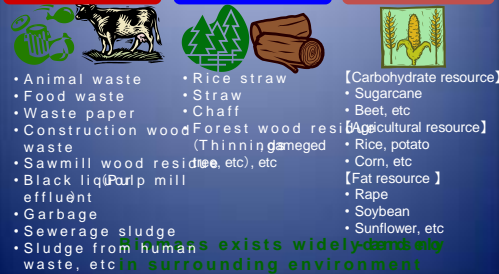 • Animal waste
• Food waste
• Waste paper
• Construction wood
waste
• Sawmill wood residue
• Black liquor (Pulp mill
effluent)
• Garbage
• Sewerage sludge
• Sludge from human
waste, etc
• Rice straw
• Straw
• Chaff
• Forest wood residue
(Thinnings, dameged
tree, etc), etc
【Carbohydrate resource】
• Sugarcane
• Beet, etc
【Agricultural resource】
• Rice, potato
• Corn, etc
【Fat resource 】
• Rape
• Soybean
• Sunflower, etc
Biomass exists widely
in surrounding environment